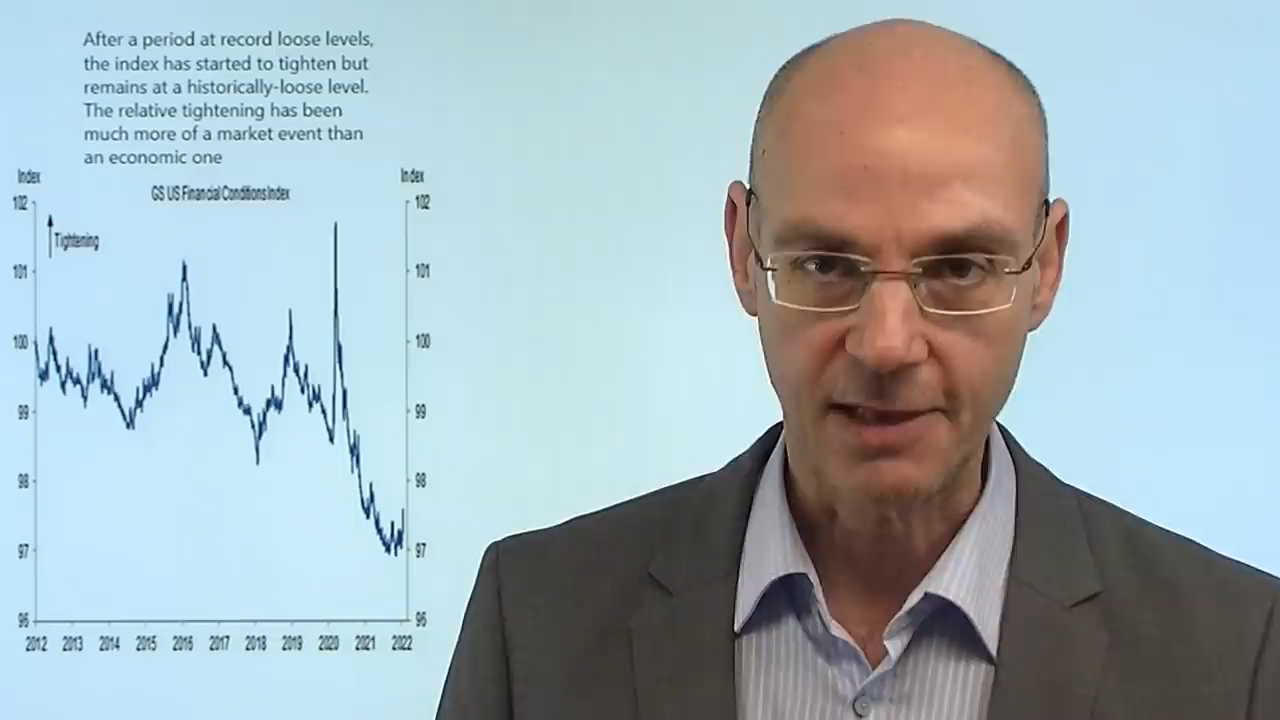 After a period at record loose levels,
the index has started to tighten but
remains at a historically-loose level.
The relative tightening has been
much more of a market event than
an economic one
Index
Index
GS US Financial Conditions Index
102
102
Tightening
101
101
100
100
99
99
98
98
97
97
96
96
2012 2013 2014 2015 2016 2017 2018 2019 2020 2021 2022